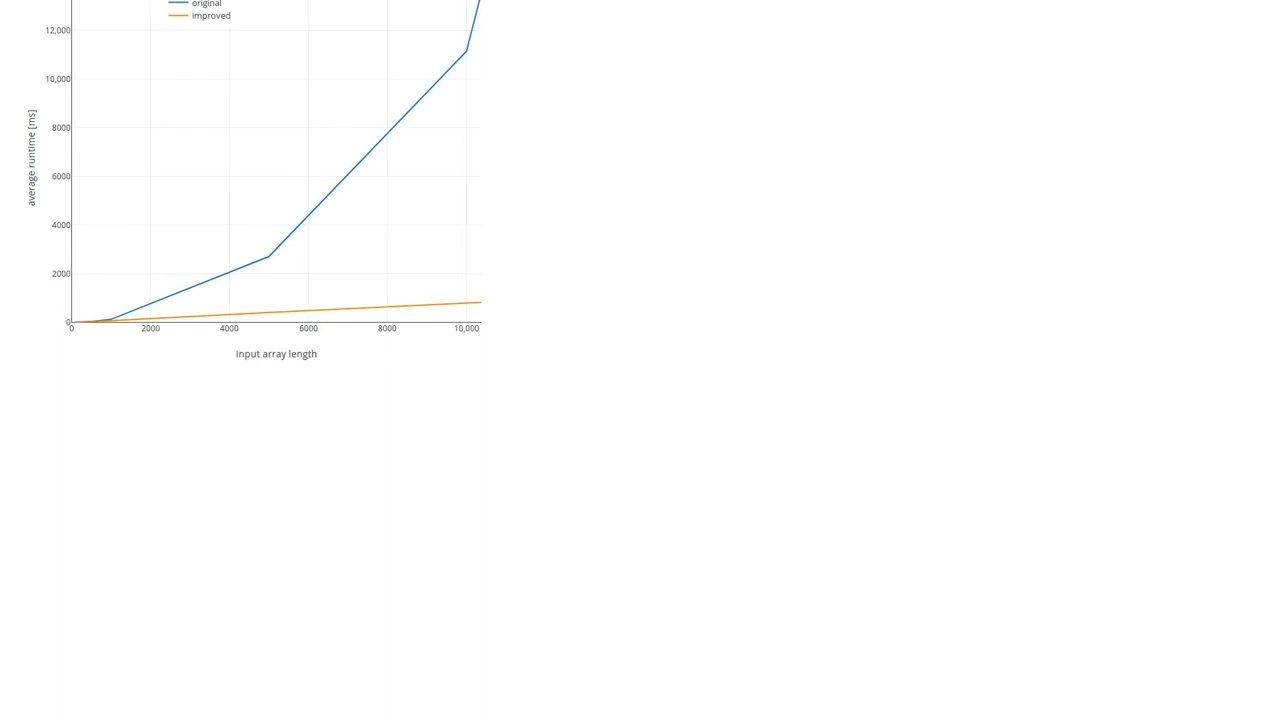 original
improved
12,000
10,000
8000
6000
4000
2000
0
average runtime [ms]
0 2000 4000 6000 8000 10,000
input array length